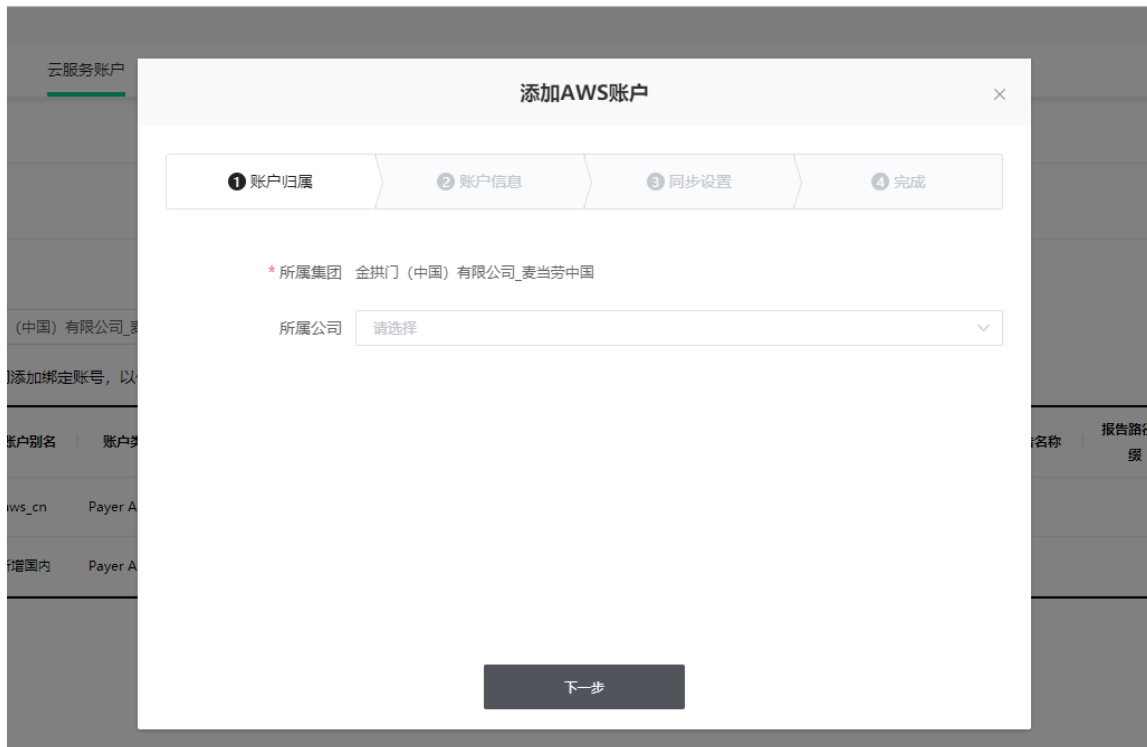 云服务账户
添加AWS账户
1 账户归属
2 账户信息
3 同步设置
4 完成
* 所属集团 金拱门（中国）有限公司_麦当劳中国
（中国）有限公司_
所属公司 请选择
添加绑定账号，以
账户别名 账户类
名称
报告路径
缀
aws_cn Payer A
新增国内 Payer A
下一步